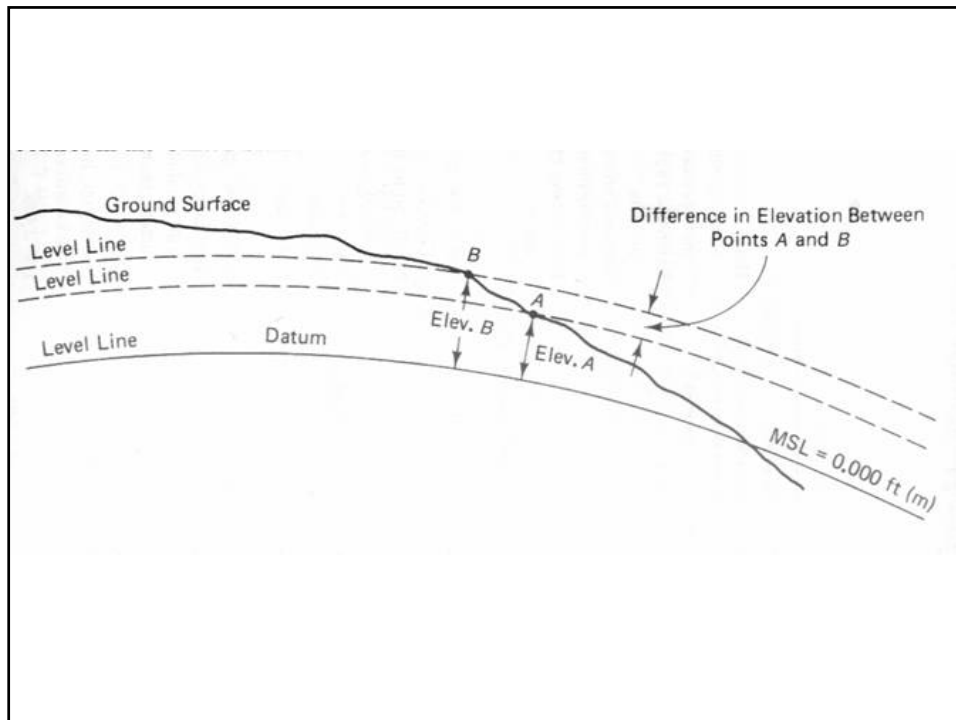 Ground Surface
Difference in Elevation Between
Points A and B
Level Line
B
Level Line
A
Elev. B
Level Line
Datum
Elev. A
MSL = 0.000 ft (m)